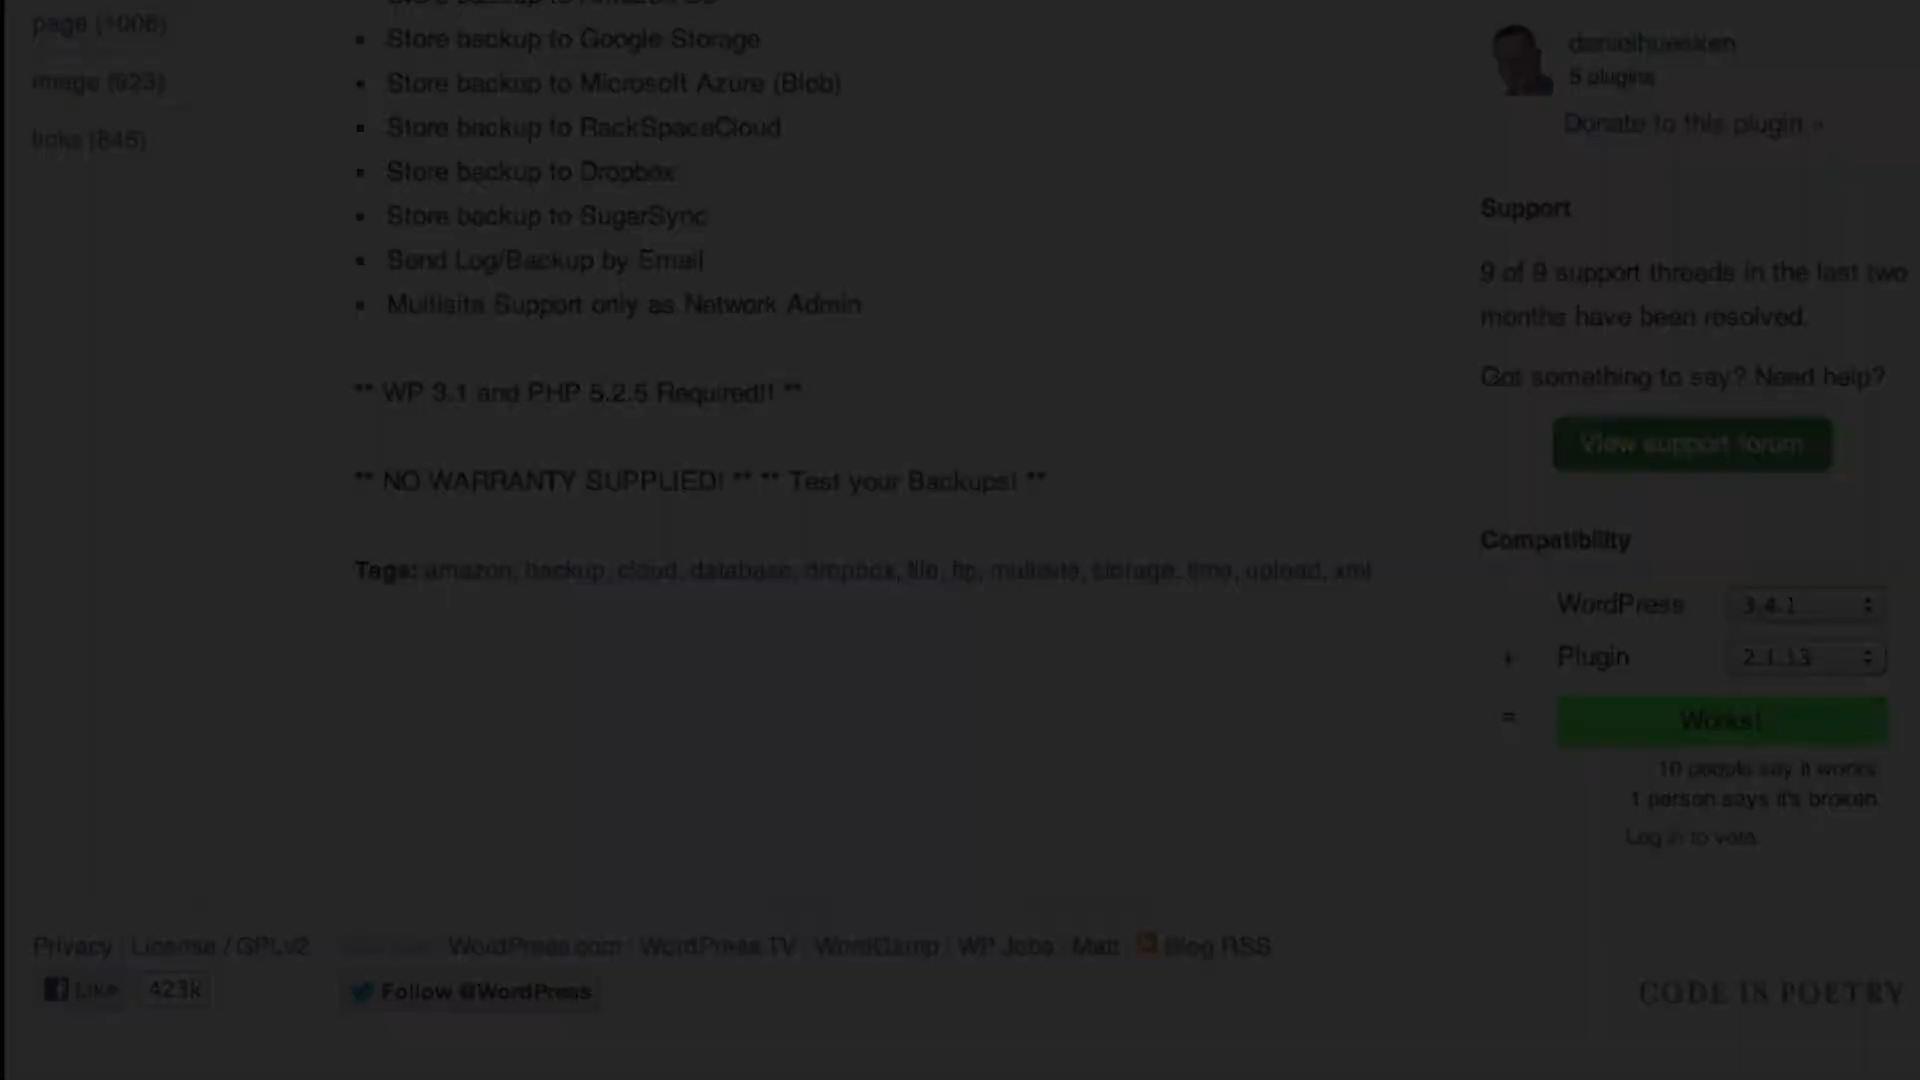 page (1006)
image (923)
links (846)
Store backup to Google Storage
Store backup to Microsoft Azure (Blob)
Store backup to RackSpaceCloud
Store backup to Dropbox
Store backup to SugarSync
Send Log/Backup by Email
Multisite Support only as Network Admin
** WP 3.1 and PHP 5.2.5 Required!! **
** NO WARRANTY SUPPLIED! ** ** Test your Backups! **
Tags: amazon, backup, cloud, database, dropbox, file, ftp, multisite, storage, time, upload, xml
danielhuesken
5 plugins
Donate to this plugin »
Support
9 of 9 support threads in the last two
months have been resolved.
Got something to say? Need help?
View support forum
Compatibility
WordPress 3.4.1
+ Plugin 2.1.13
= Works!
10 people say it works.
1 person says it's broken.
Log in to vote.
Privacy License / GPLv2 WordPress.com WordPress.TV WordCamp WP Jobs Matt Blog RSS
Like 423k Follow @WordPress
CODE IS POETRY